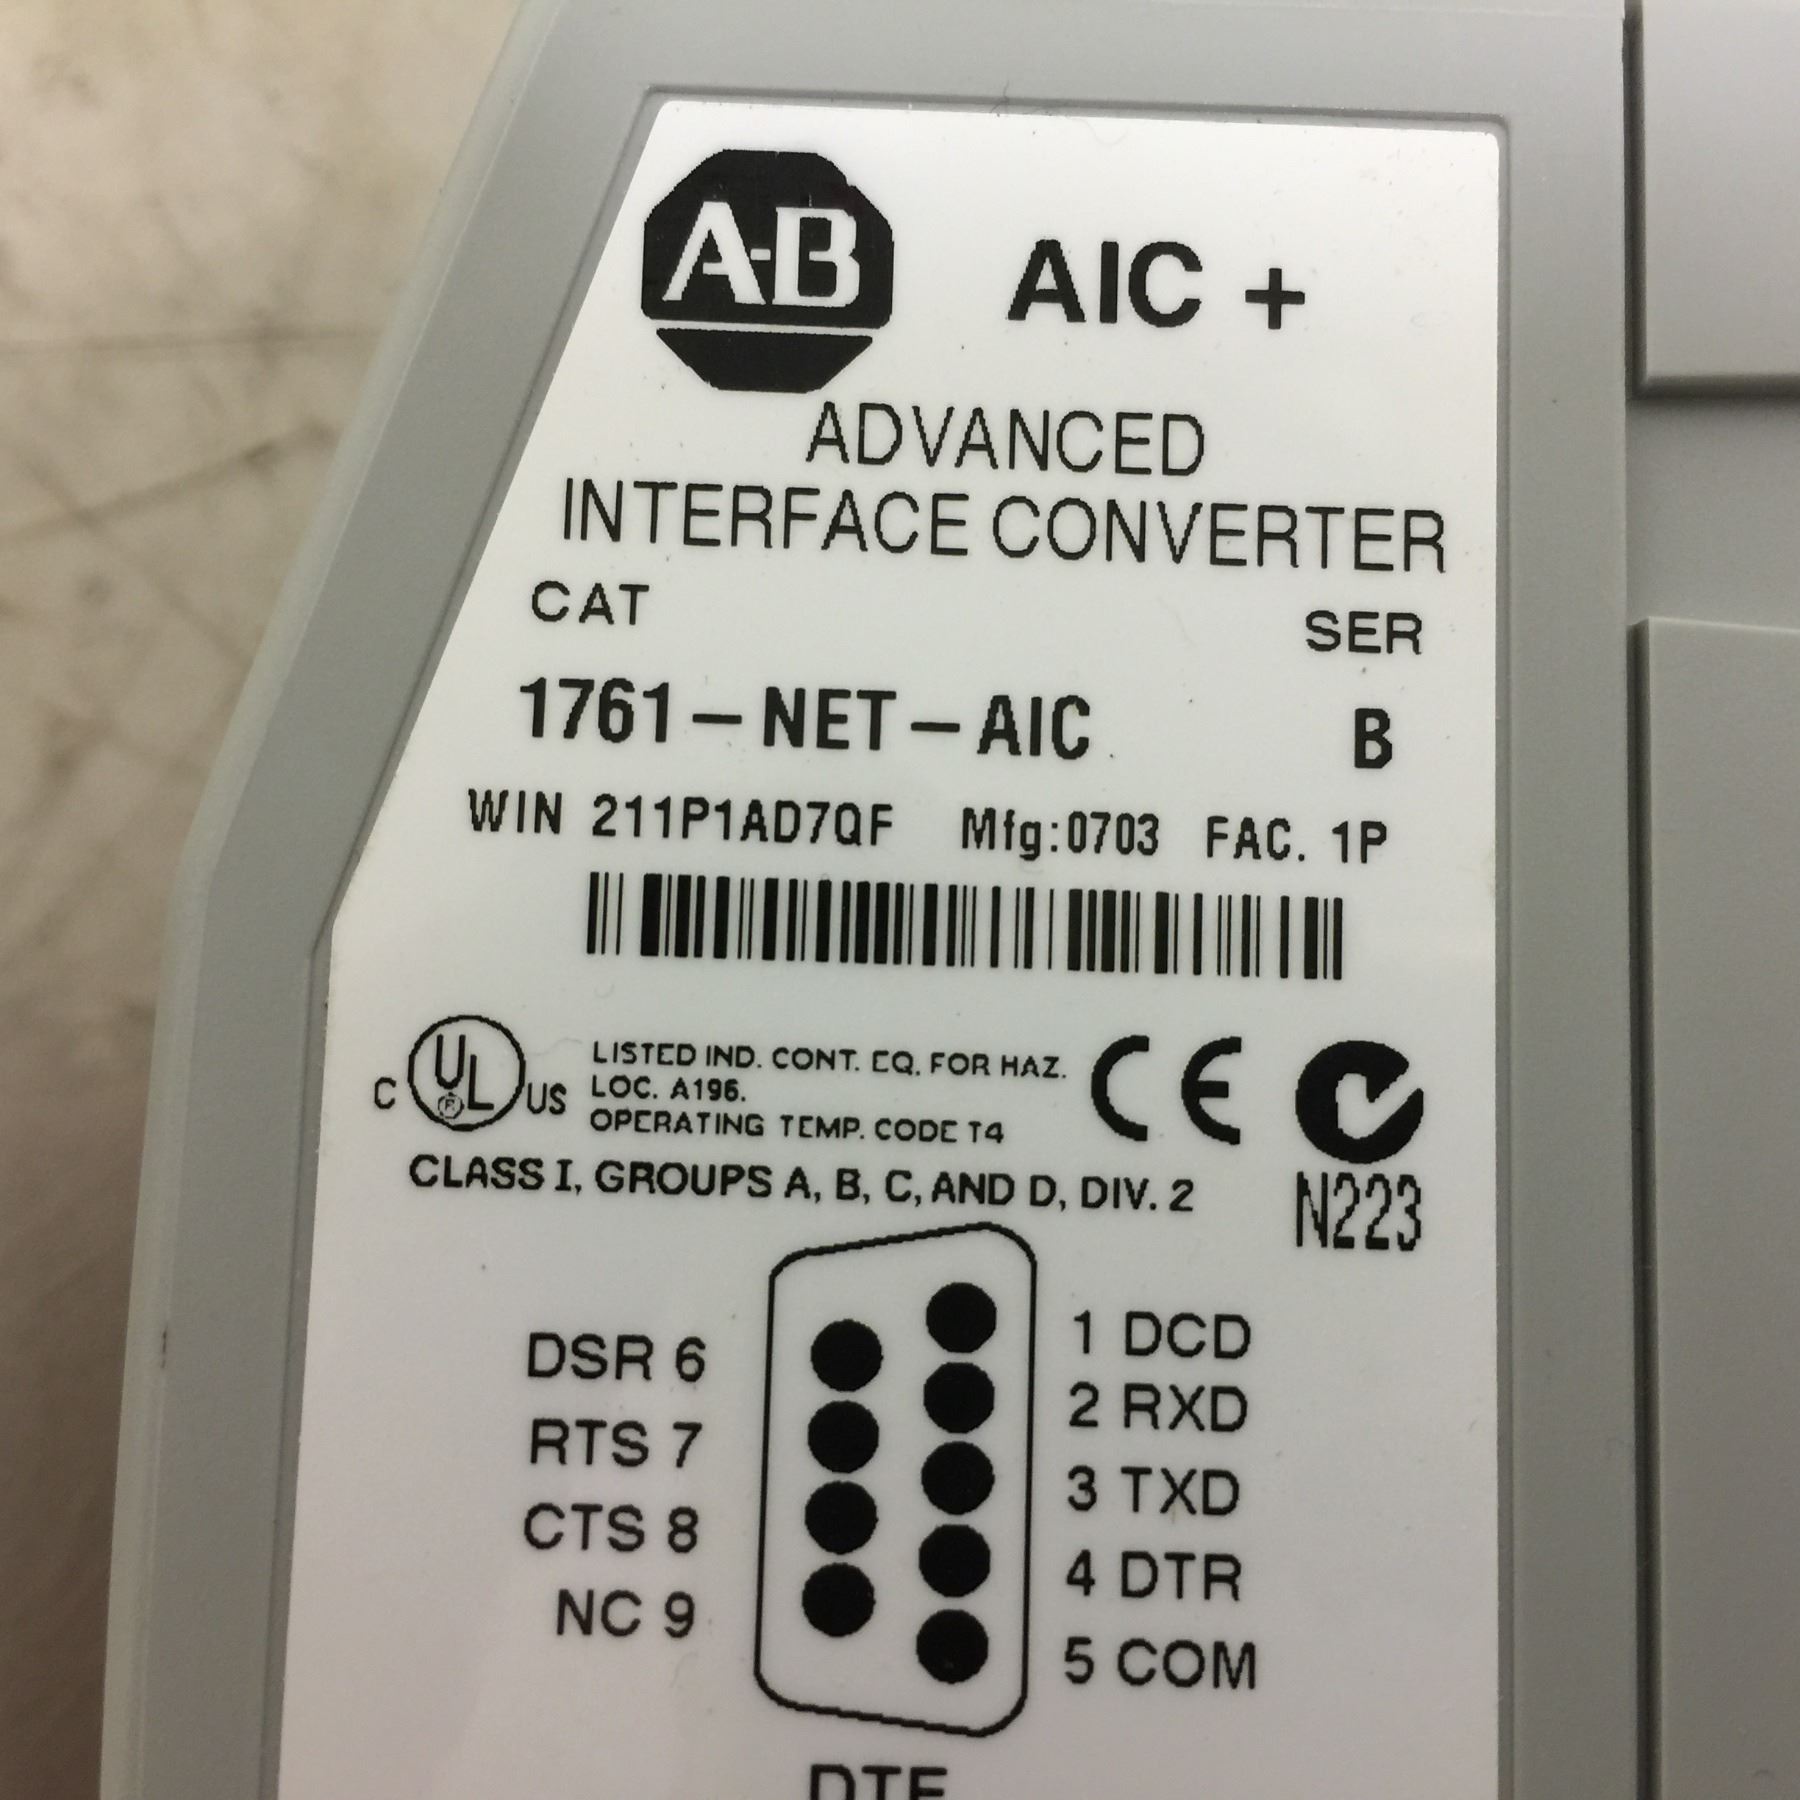 A-B AIC +
ADVANCED
INTERFACE CONVERTER
CAT SER
1761-NET-AIC B
WIN 211P1AD7QF Mfg:0703 FAC. 1P
C UL US LISTED IND. CONT. EQ. FOR HAZ.
LOC. A196.
OPERATING TEMP. CODE T4
CE
CLASS I, GROUPS A, B, C, AND D, DIV. 2
N223
DSR 6
RTS 7
CTS 8
NC 9
1 DCD
2 RXD
3 TXD
4 DTR
5 COM
DTE